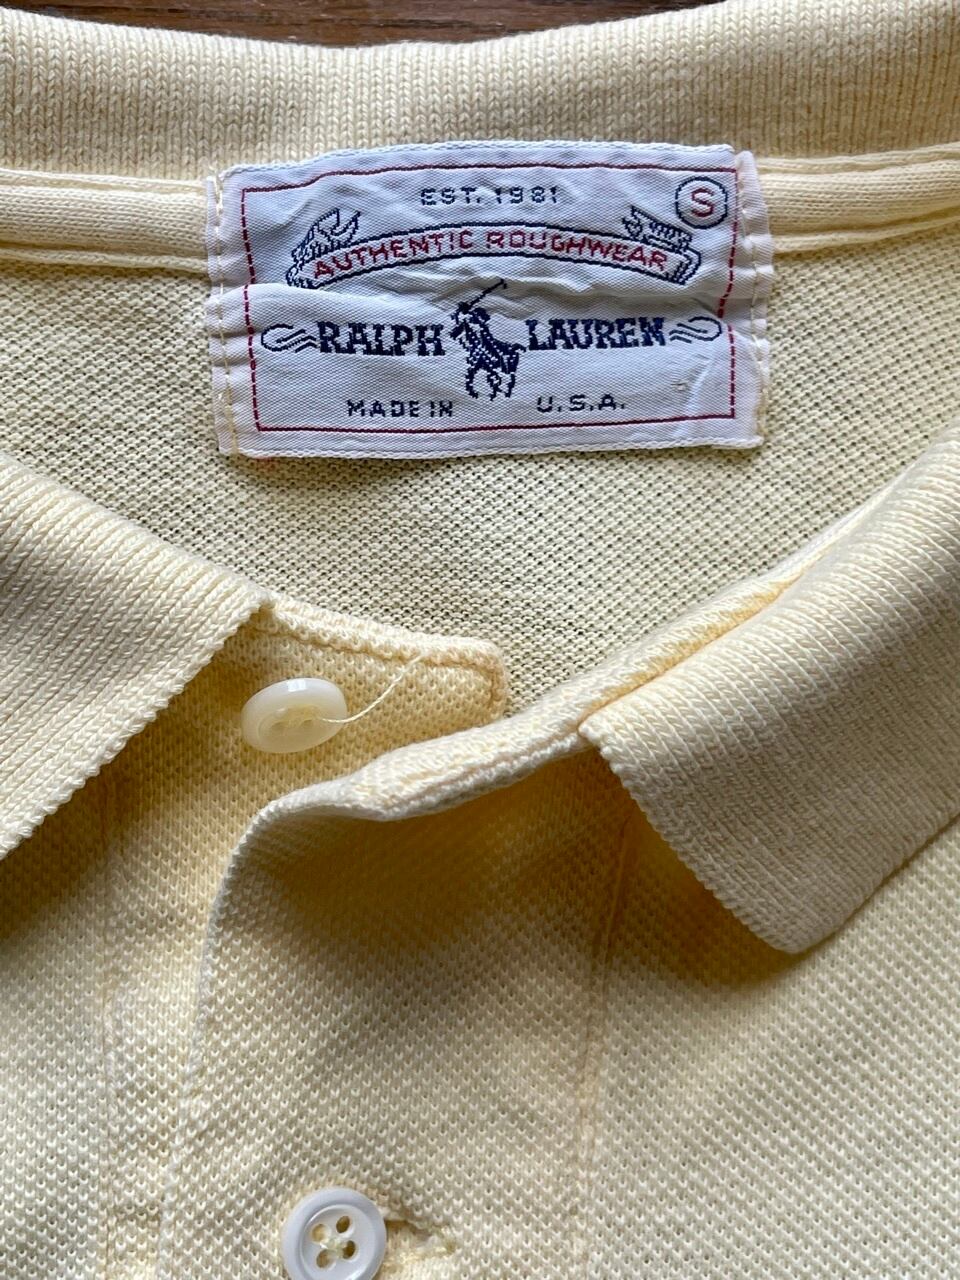 EST. 1981
S
AUTHENTIC ROUGHWEAR
RALPH LAUREN
MADE IN U.S.A.